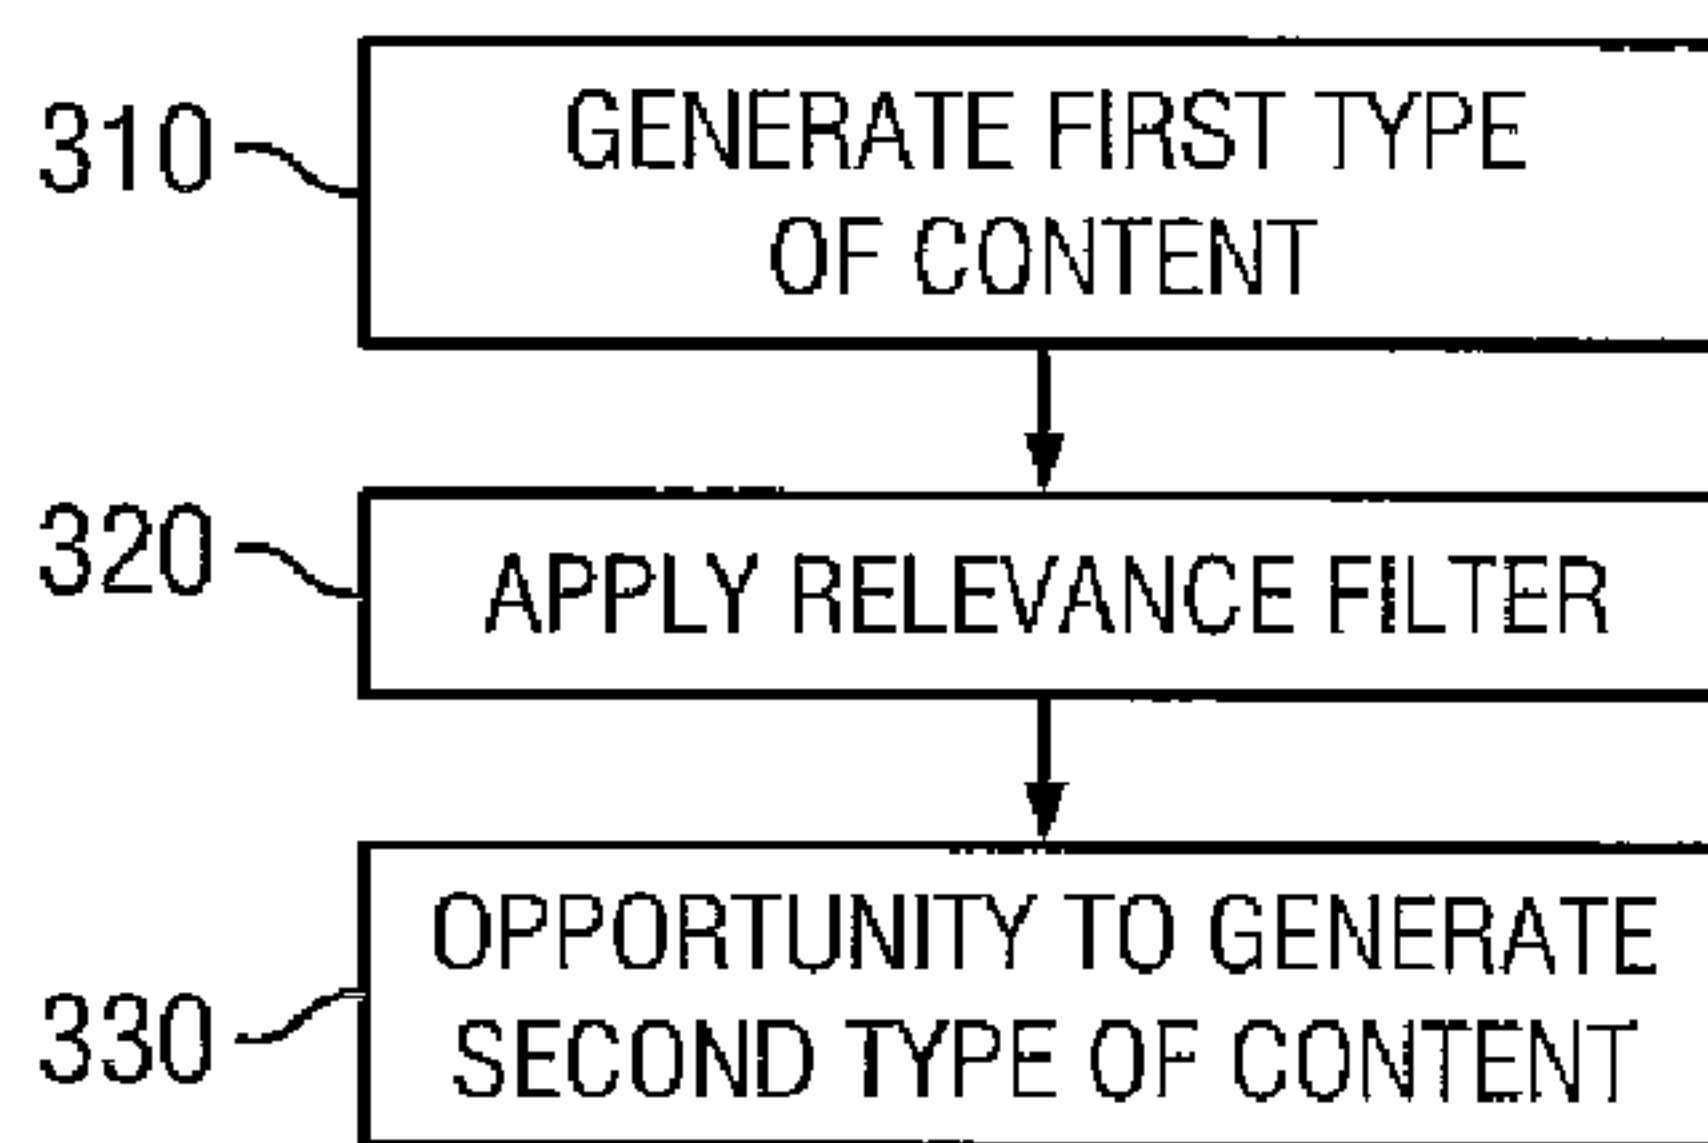 310
GENERATE FIRST TYPE
OF CONTENT
320
APPLY RELEVANCE FILTER
330
OPPORTUNITY TO GENERATE
SECOND TYPE OF CONTENT